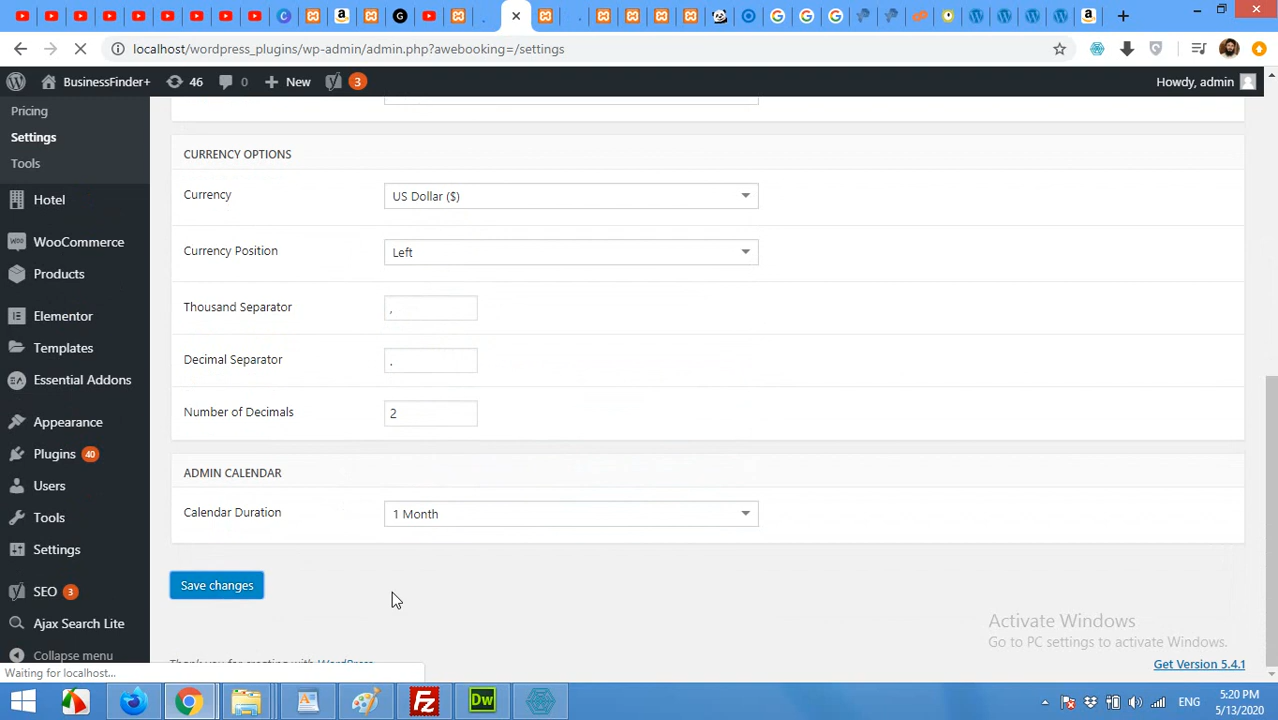 localhost/wordpress_plugins/wp-admin/admin.php?awebooking=/settings
BusinessFinder+ 46 0 New 3 Howdy, admin
Pricing
Settings
Tools
Hotel
WooCommerce
Products
Elementor
Templates
Essential Addons
Appearance
Plugins 40
Users
Tools
Settings
SEO 3
Ajax Search Lite
Collapse menu
CURRENCY OPTIONS
Currency US Dollar ($)
Currency Position Left
Thousand Separator ,
Decimal Separator .
Number of Decimals 2
ADMIN CALENDAR
Calendar Duration 1 Month
Save changes
Activate Windows
Go to PC settings to activate Windows.
Thank you for creating with WordPress
Get Version 5.4.1
Waiting for localhost...
ENG
5:20 PM
5/13/2020